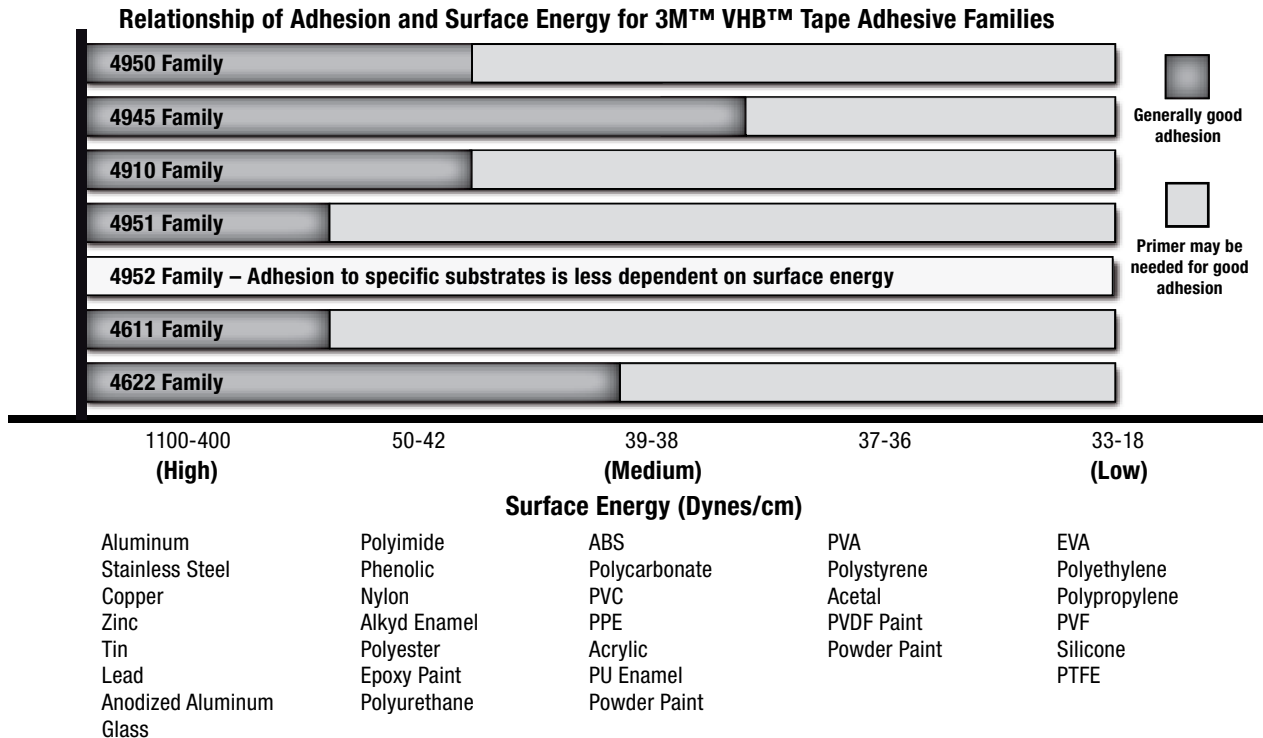 Relationship of Adhesion and Surface Energy for 3M™ VHB™ Tape Adhesive Families
4950 Family
4945 Family
4910 Family
4951 Family
4952 Family – Adhesion to specific substrates is less dependent on surface energy
4611 Family
4622 Family
Generally good
adhesion
Primer may be
needed for good
adhesion
1100-400 50-42 39-38 37-36 33-18
(High) (Medium) (Low)
Surface Energy (Dynes/cm)
Aluminum Polyimide ABS PVA EVA
Stainless Steel Phenolic Polycarbonate Polystyrene Polyethylene
Copper Nylon PVC Acetal Polypropylene
Zinc Alkyd Enamel PPE PVDF Paint PVF
Tin Polyester Acrylic Powder Paint Silicone
Lead Epoxy Paint PU Enamel PTFE
Anodized Aluminum Polyurethane Powder Paint
Glass